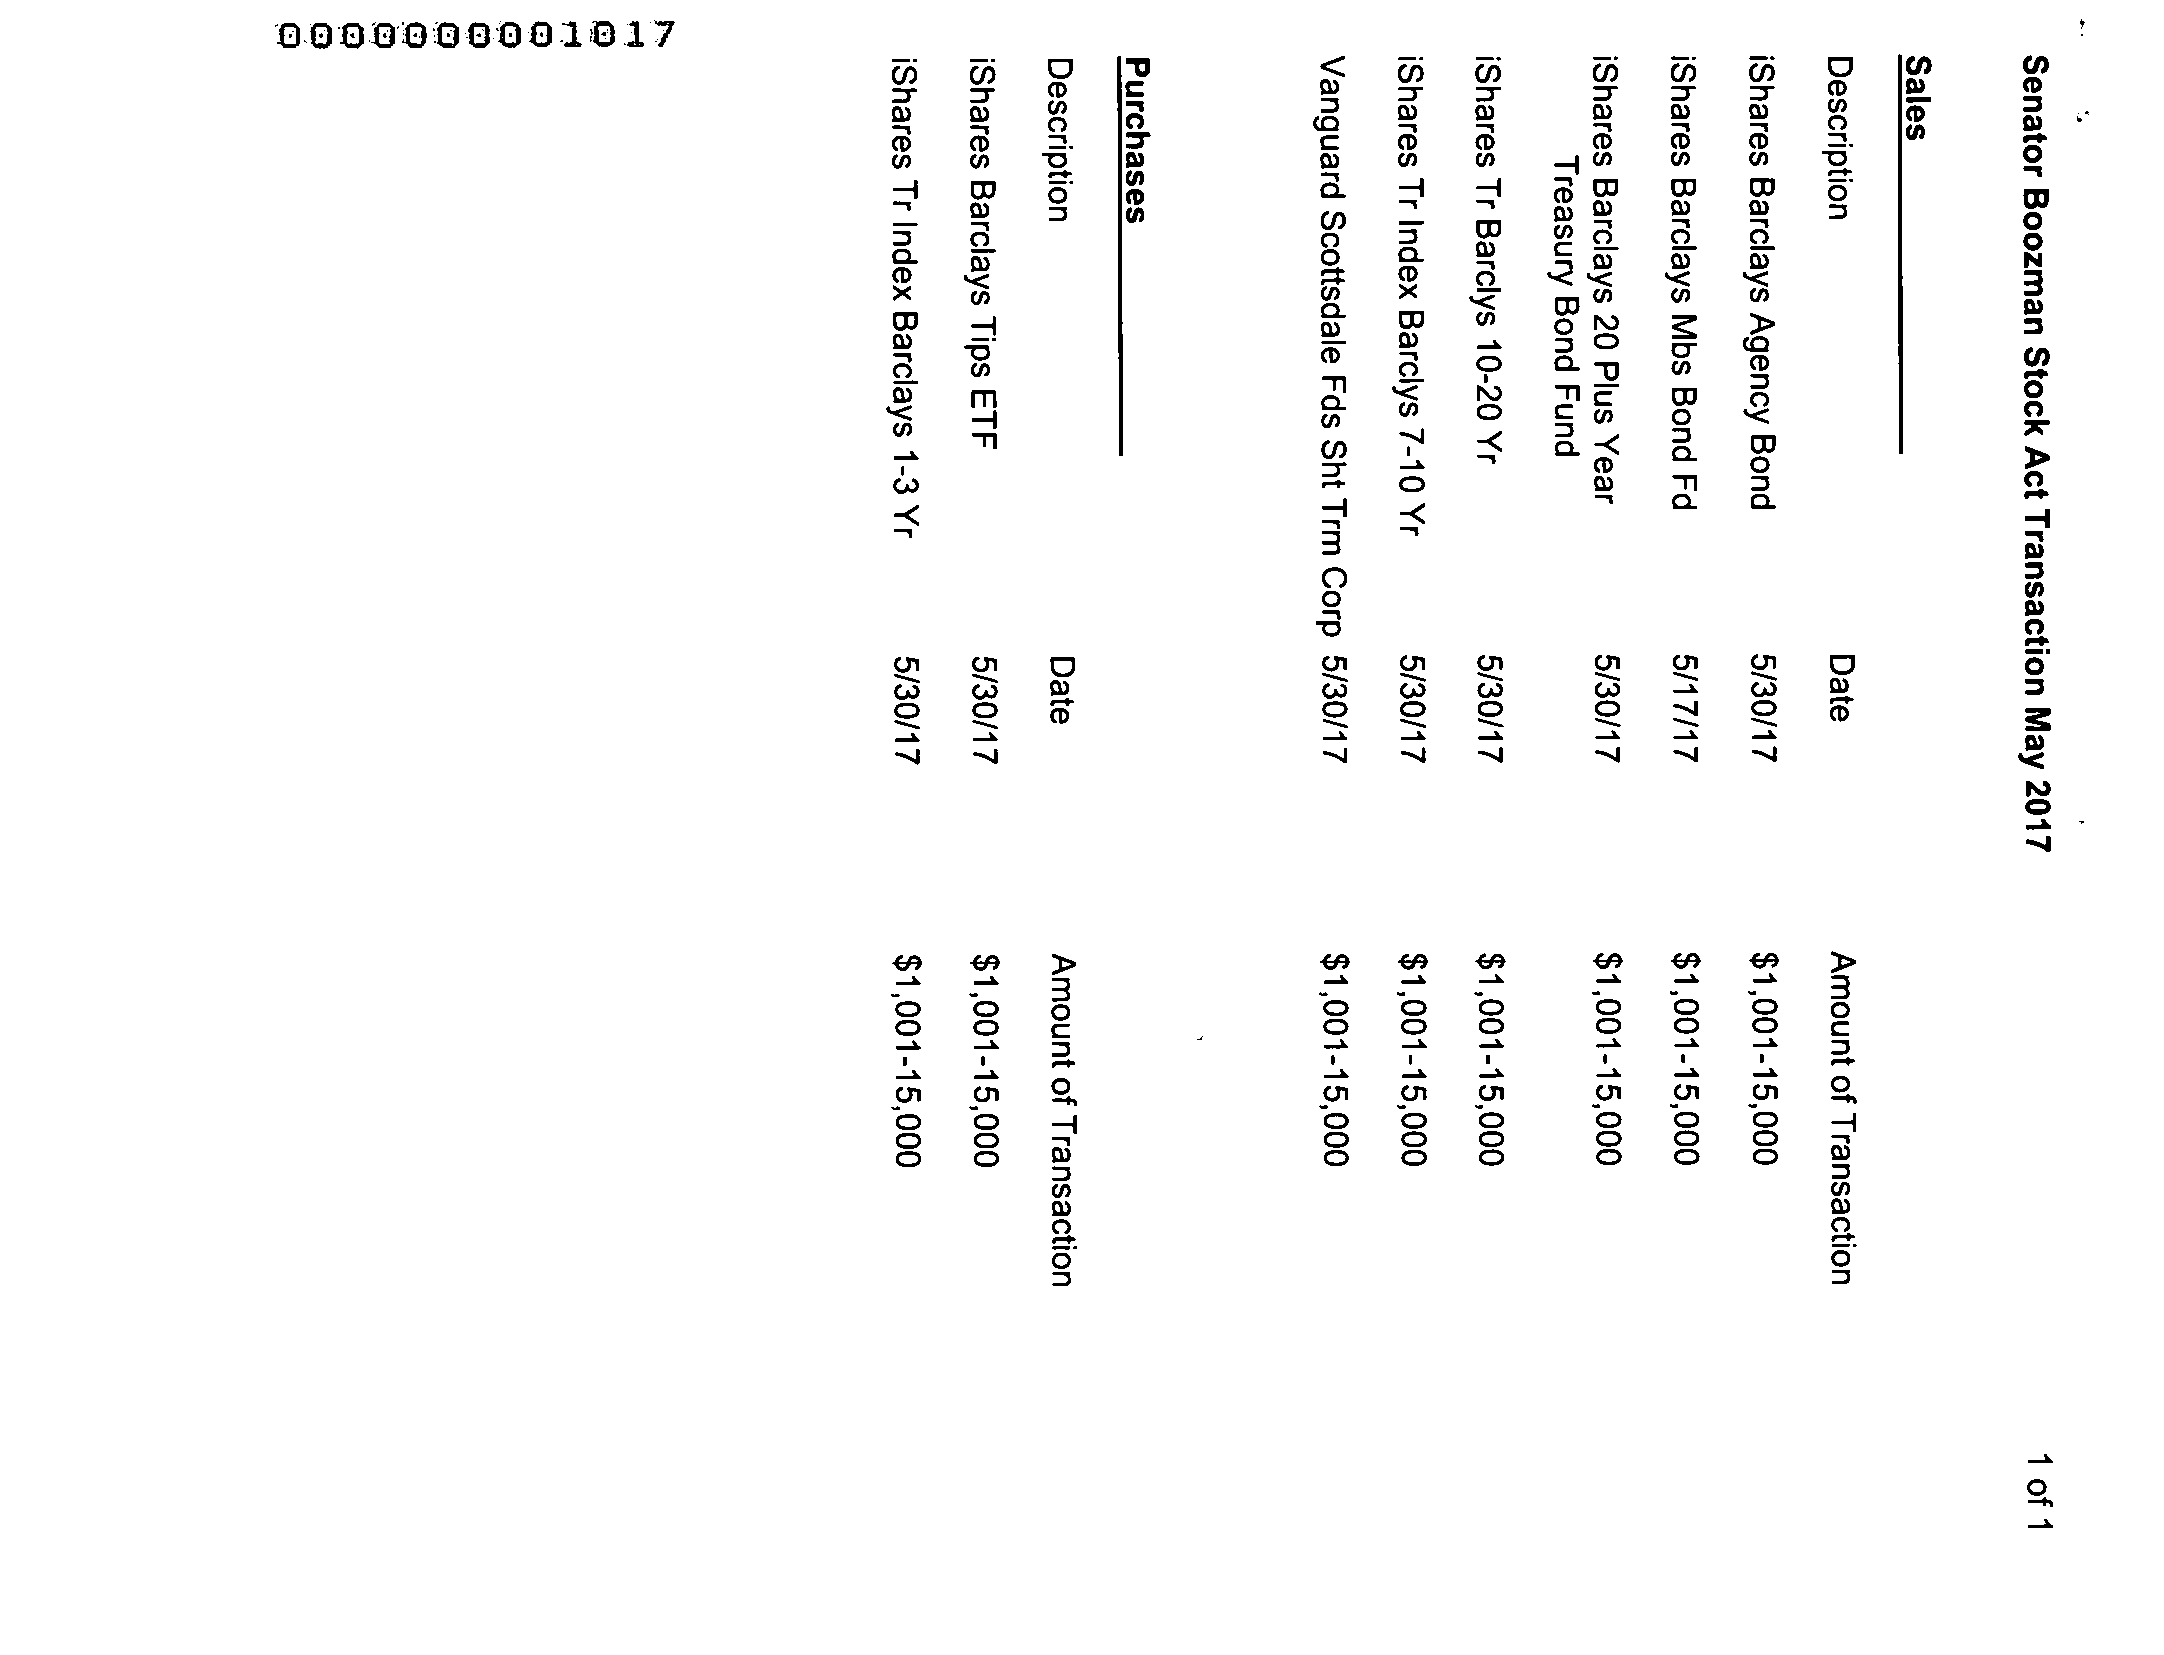 Senator Boozman Stock Act Transaction May 2017 1 of 1
Sales
Description Date Amount of Transaction
iShares Barclays Agency Bond 5/30/17 $1,001-15,000
iShares Barclays Mbs Bond Fd 5/17/17 $1,001-15,000
iShares Barclays 20 Plus Year 5/30/17 $1,001-15,000
Treasury Bond Fund
iShares Tr Barclys 10-20 Yr 5/30/17 $1,001-15,000
iShares Tr Index Barclys 7-10 Yr 5/30/17 $1,001-15,000
Vanguard Scottsdale Fds Sht Trm Corp 5/30/17 $1,001-15,000
Purchases
Description Date Amount of Transaction
iShares Barclays Tips ETF 5/30/17 $1,001-15,000
iShares Tr Index Barclays 1-3 Yr 5/30/17 $1,001-15,000
0000000001017